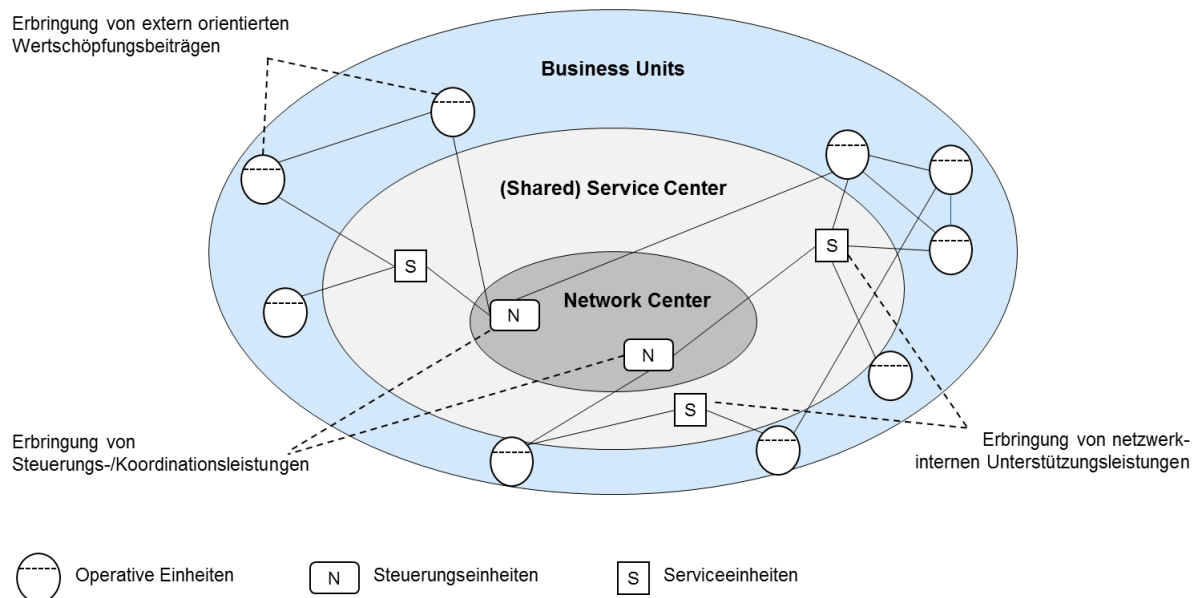 Erbringung von extern orientierten
Wertschöpfungsbeiträgen
Business Units
(Shared) Service Center
S
S
Network Center
N
N
S
Erbringung von
Steuerungs-/Koordinationsleistungen
Erbringung von netzwerk-
internen Unterstützungsleistungen
Operative Einheiten
N
Steuerungseinheiten
S
Serviceeinheiten